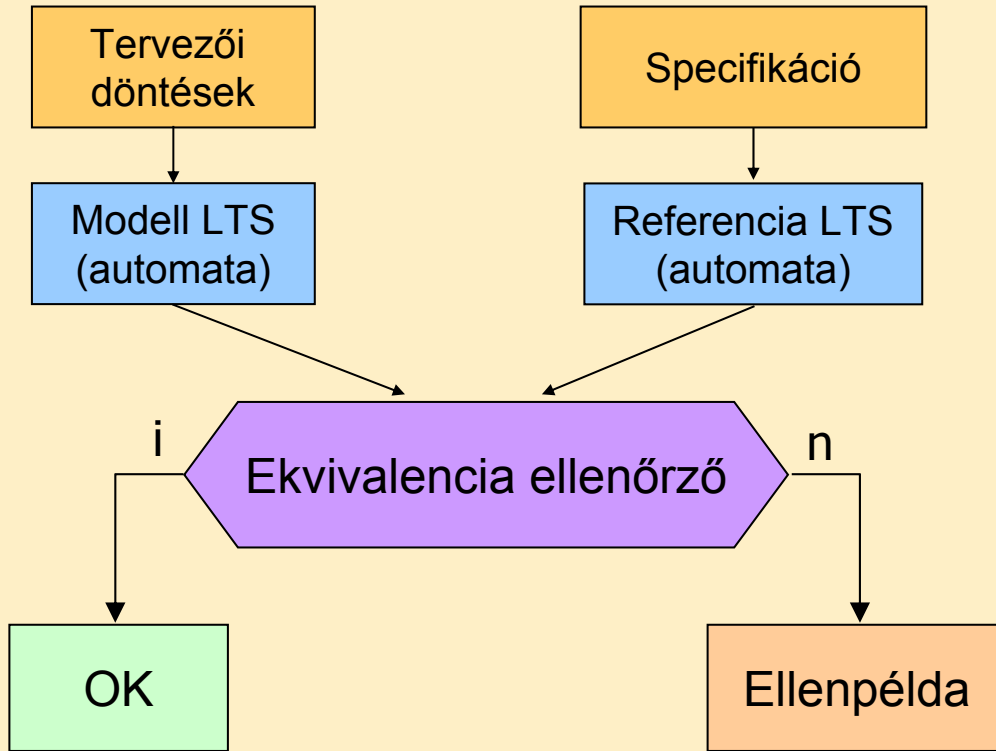 Tervezői
döntések
Specifikáció
Modell LTS
(automata)
Referencia LTS
(automata)
i
Ekvivalencia ellenőrző
n
OK
Ellenpélda